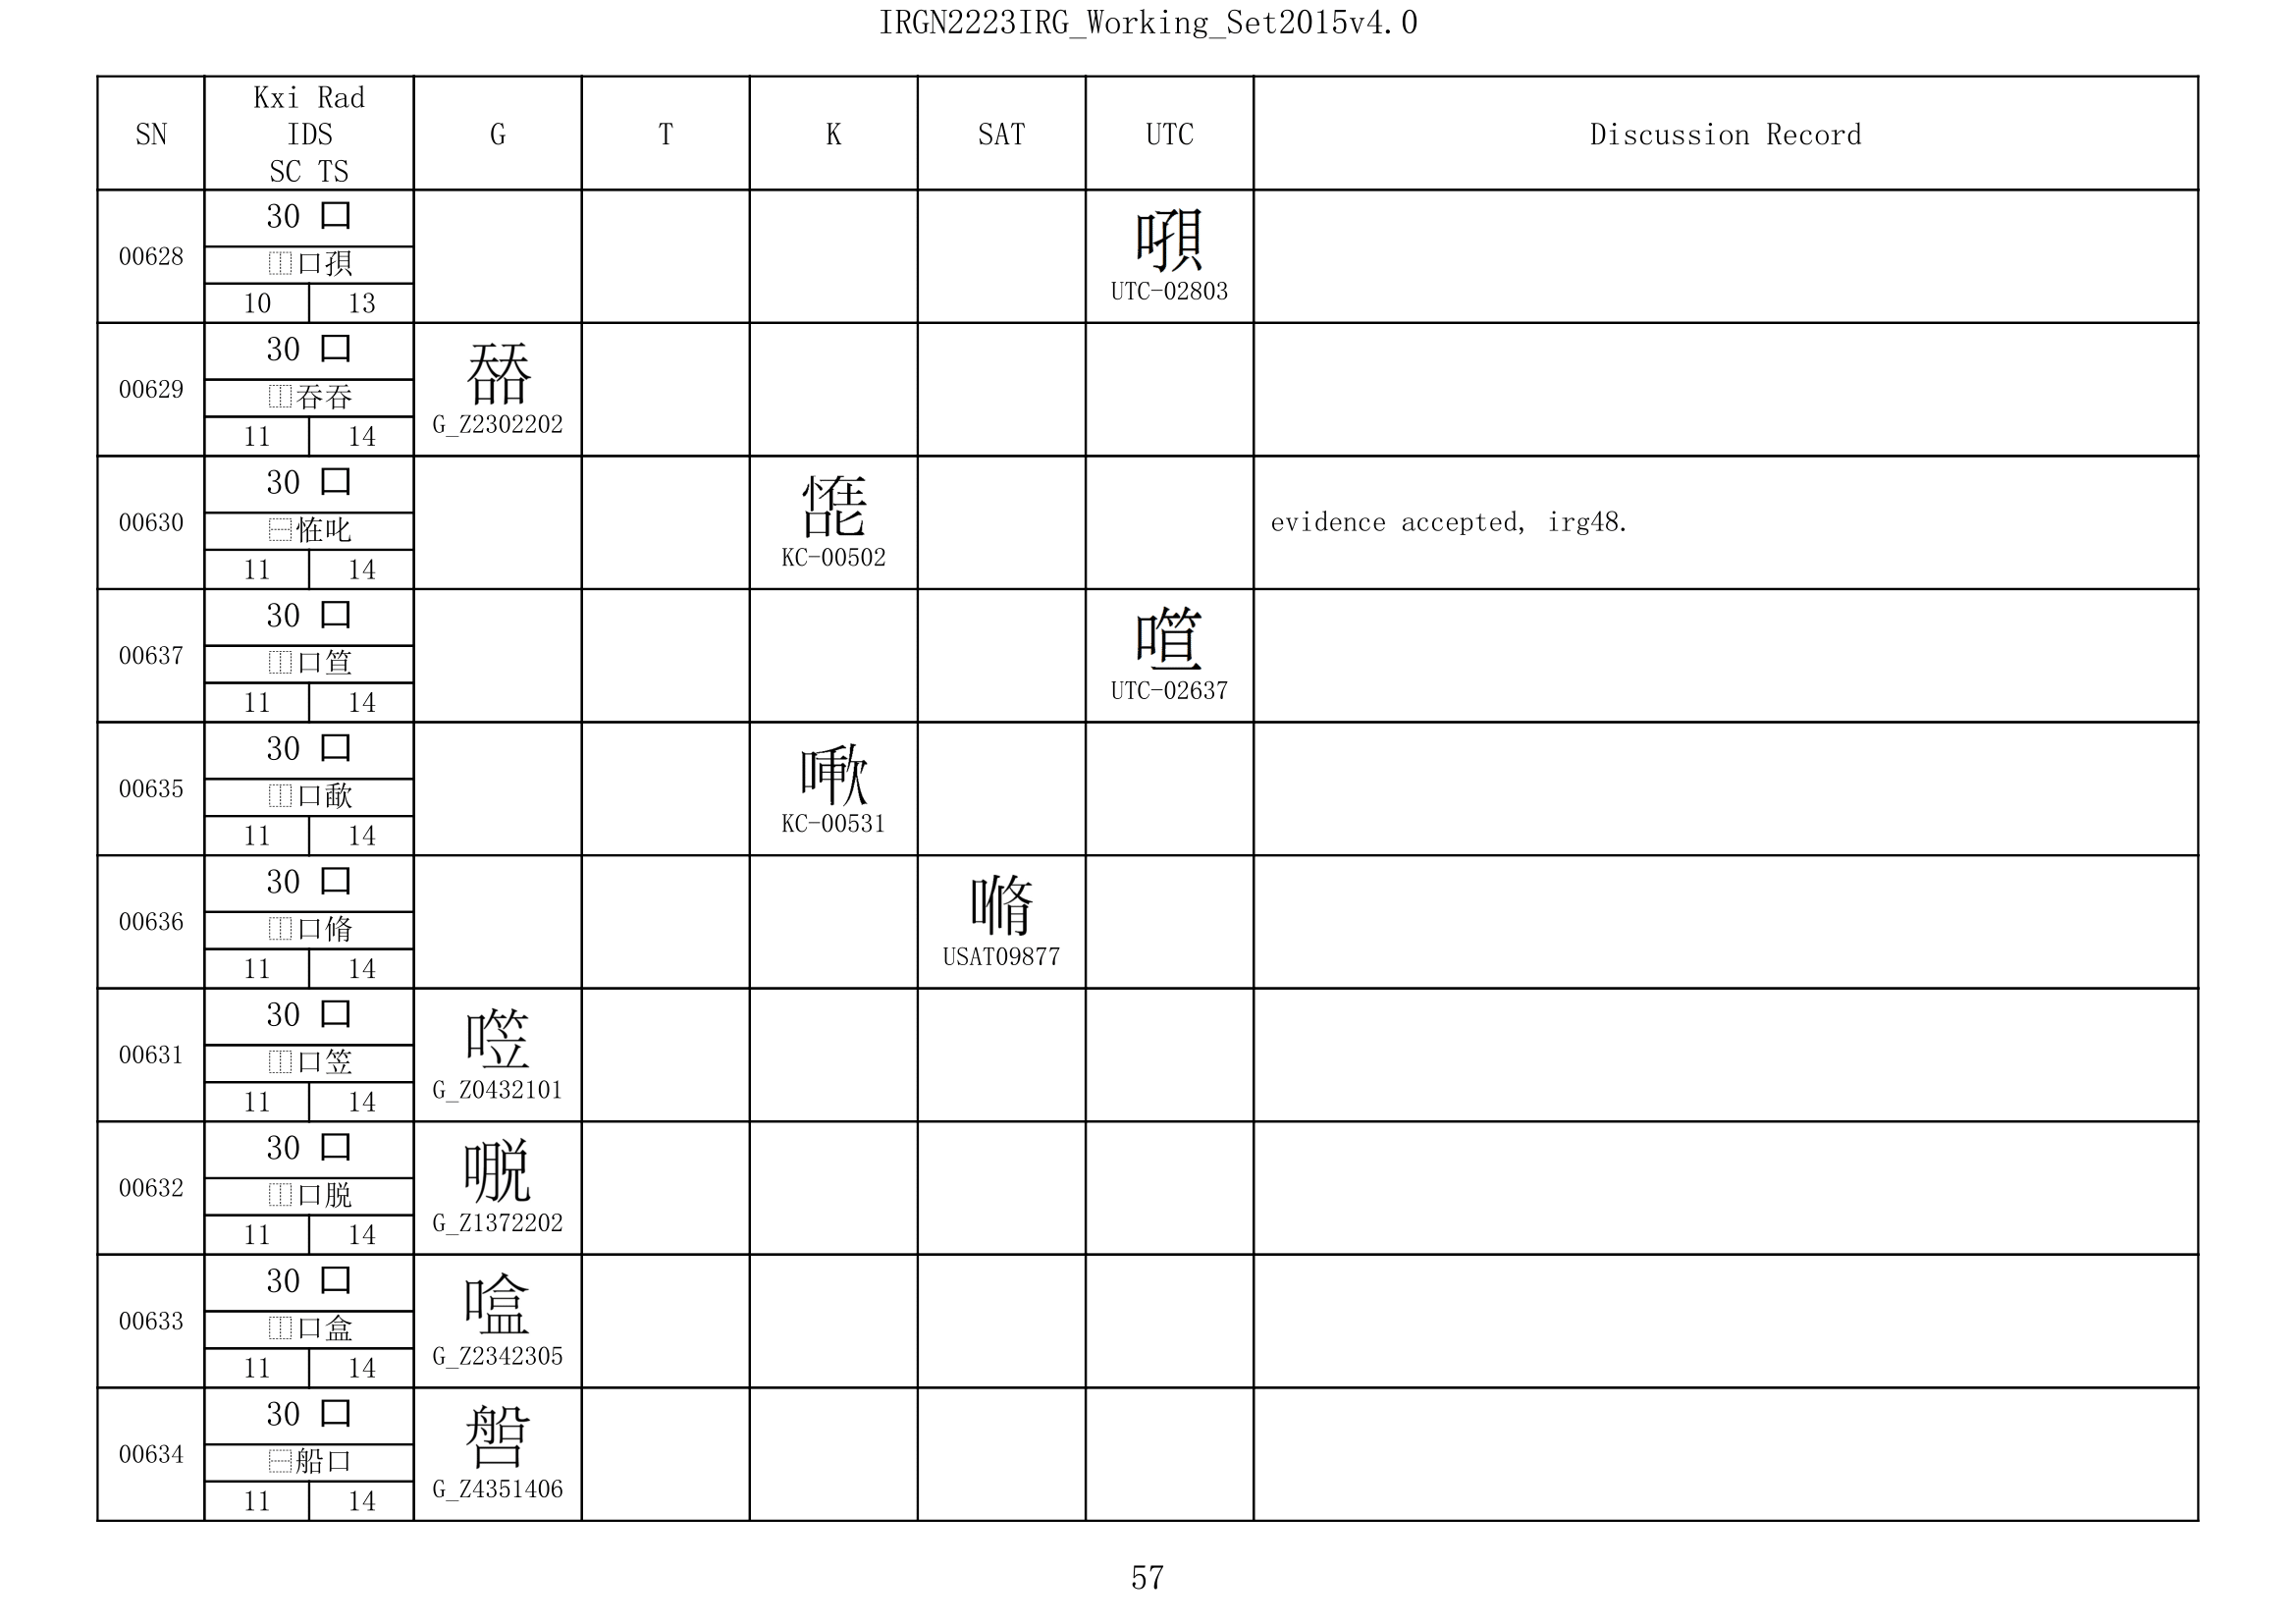 IRGN2223IRG_Working_Set2015v4.0
SN
Kxi Rad
IDS
SC TS
G
T
K
SAT
UTC
Discussion Record
00628
30 口
⿰口𫲸
10 13
UTC-02803
00629
30 口
⿰吞吞
11 14
G_Z2302202
00630
30 口
⿱恠叱
11 14
KC-00502
evidence accepted, irg48.
00637
30 口
⿰口笪
11 14
UTC-02637
00635
30 口
⿰口
11 14
KC-00531
00636
30 口
⿰口脩
11 14
USAT09877
00631
30 口
⿰口笠
11 14
G_Z0432101
00632
30 口
⿰口脱
11 14
G_Z1372202
00633
30 口
⿰口盒
11 14
G_Z2342305
00634
30 口
⿱船口
11 14
G_Z4351406
57